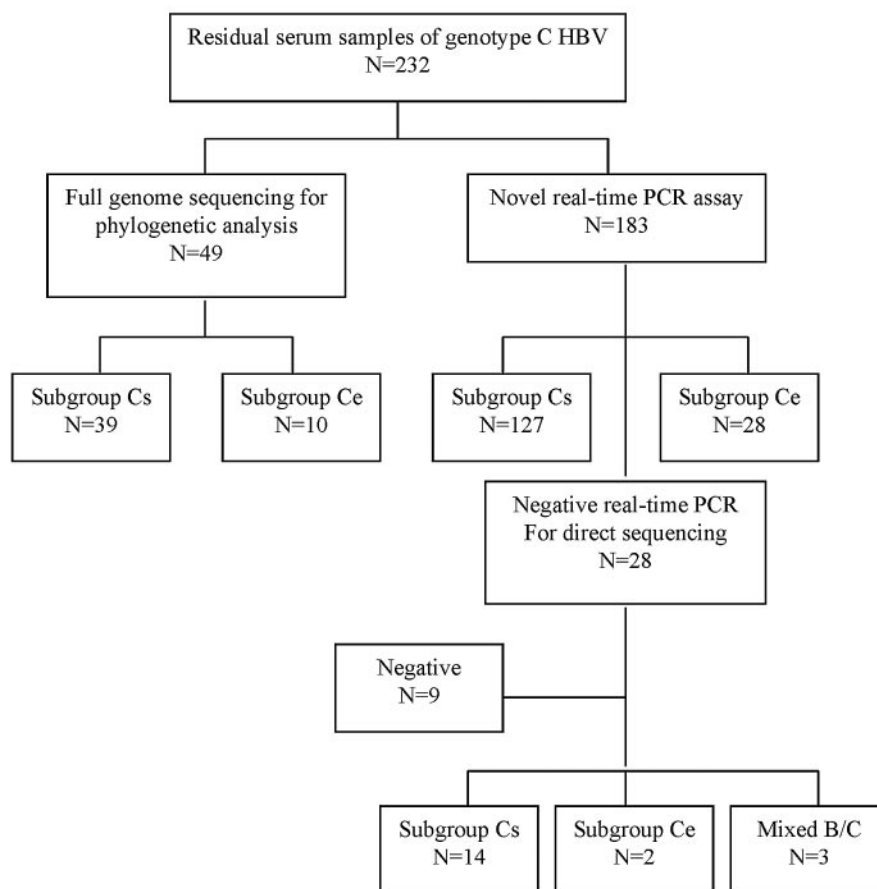 Residual serum samples of genotype C HBV
N=232
Full genome sequencing for
phylogenetic analysis
N=49
Novel real-time PCR assay
N=183
Subgroup Cs
N=39
Subgroup Ce
N=10
Subgroup Cs
N=127
Subgroup Ce
N=28
Negative real-time PCR
For direct sequencing
N=28
Negative
N=9
Subgroup Cs
N=14
Subgroup Ce
N=2
Mixed B/C
N=3